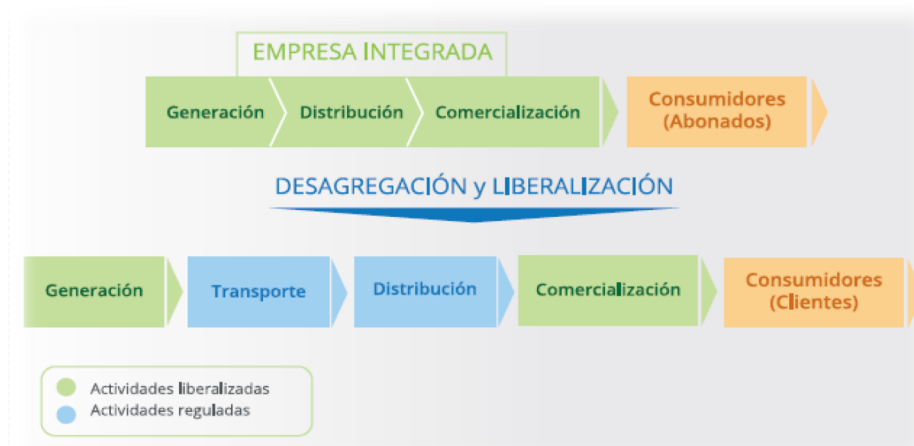 EMPRESA INTEGRADA
Generación
Distribución
Comercialización
Consumidores
(Abonados)
DESAGREGACIÓN y LIBERALIZACIÓN
Generación
Transporte
Distribución
Comercialización
Consumidores
(Clientes)
Actividades liberalizadas
Actividades reguladas